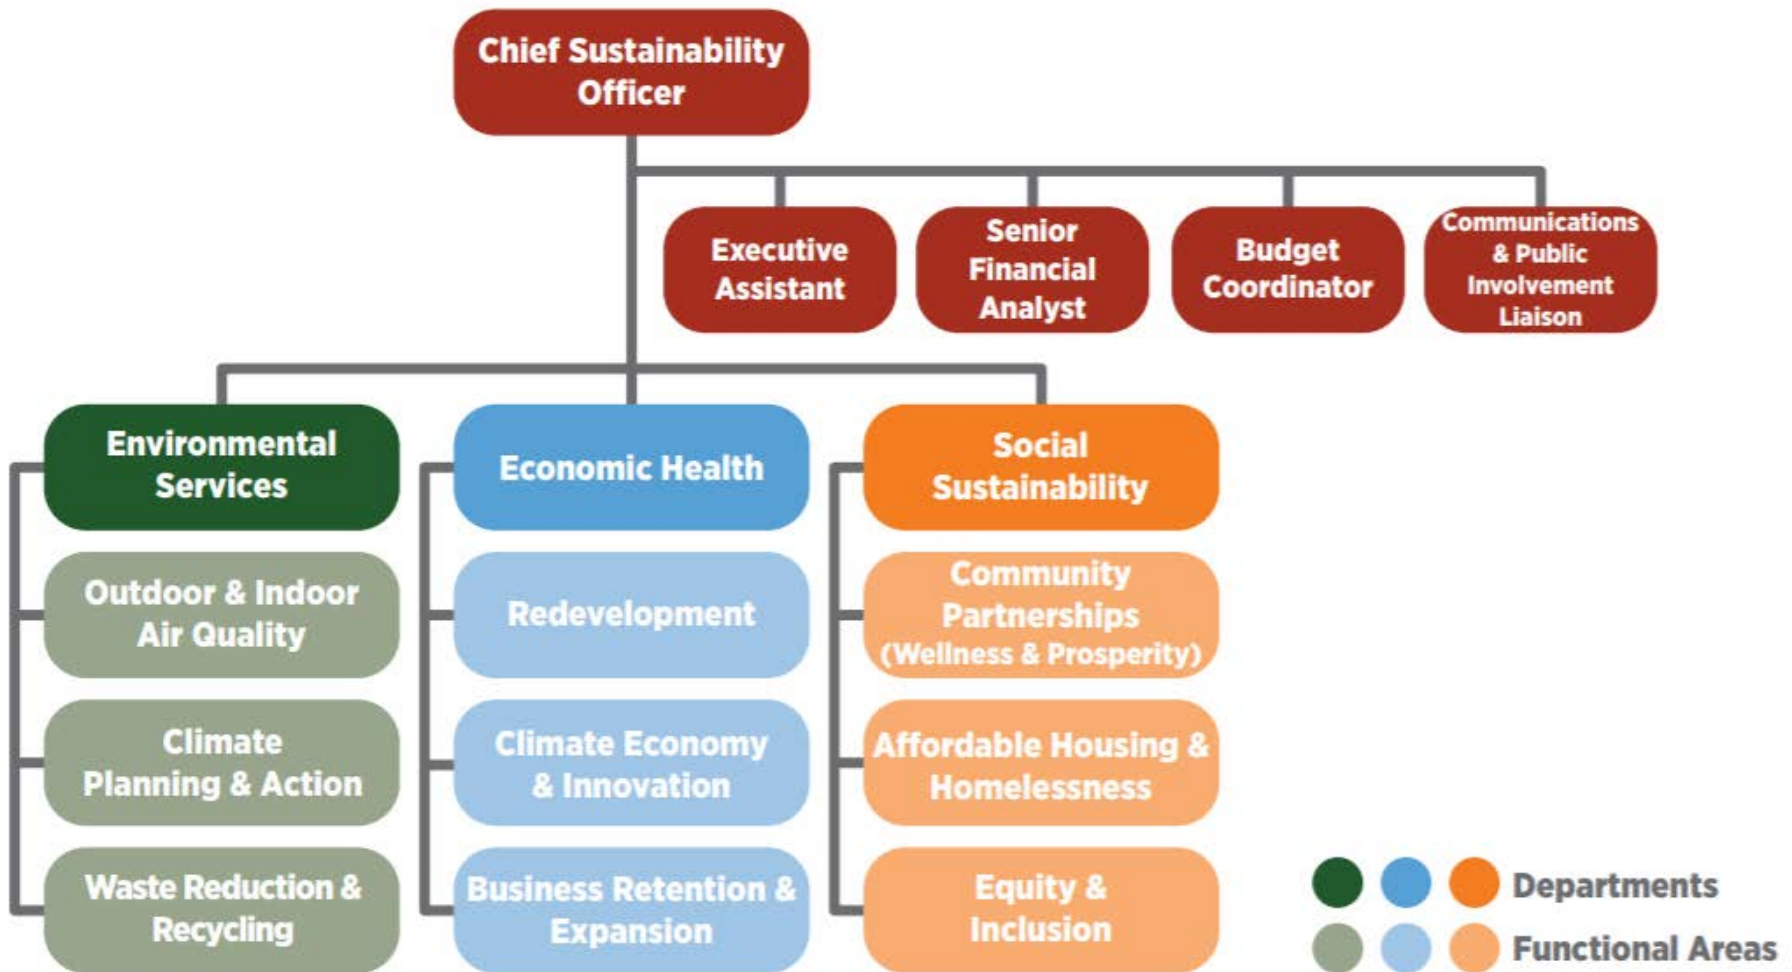 Chief Sustainability
Officer
Executive
Assistant
Senior
Financial
Analyst
Budget
Coordinator
Communications
& Public
Involvement
Liaison
Environmental
Services
Economic Health
Social
Sustainability
Outdoor & Indoor
Air Quality
Redevelopment
Community
Partnerships
(Wellness & Prosperity)
Climate
Planning & Action
Climate Economy
& Innovation
Affordable Housing &
Homelessness
Waste Reduction &
Recycling
Business Retention &
Expansion
Equity &
Inclusion
Departments
Functional Areas